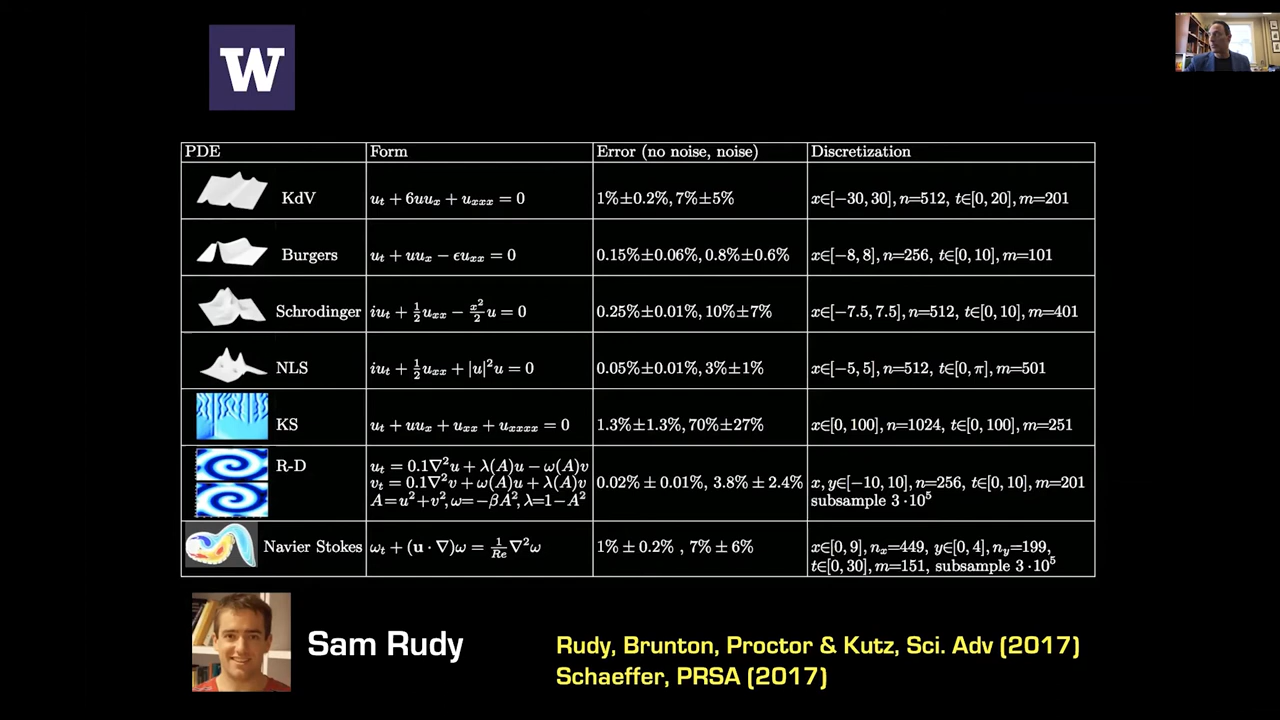 W
PDE Form Error (no noise, noise) Discretization
KdV u_t + 6uu_x + u_xxx = 0 1%±0.2%, 7%±5% x∈[−30, 30], n=512, t∈[0, 20], m=201
Burgers u_t + uu_x − ϵu_xx = 0 0.15%±0.06%, 0.8%±0.6% x∈[−8, 8], n=256, t∈[0, 10], m=101
Schrodinger iu_t + ½u_xx − x²/2 u = 0 0.25%±0.01%, 10%±7% x∈[−7.5, 7.5], n=512, t∈[0, 10], m=401
NLS iu_t + ½u_xx + |u|²u = 0 0.05%±0.01%, 3%±1% x∈[−5, 5], n=512, t∈[0, π], m=501
KS u_t + uu_x + u_xx + u_xxxx = 0 1.3%±1.3%, 70%±27% x∈[0, 100], n=1024, t∈[0, 100], m=251
R-D u_t = 0.1∇²u + λ(A)u − ω(A)v
v_t = 0.1∇²v + ω(A)u + λ(A)v 0.02% ± 0.01%, 3.8% ± 2.4% x, y∈[−10, 10], n=256, t∈[0, 10], m=201
A=u²+v², ω=−βA², λ=1−A² subsample 3·10⁵
Navier Stokes ω_t + (u · ∇)ω = 1/Re ∇²ω 1% ± 0.2% , 7% ± 6% x∈[0, 9], n_x=449, y∈[0, 4], n_y=199,
t∈[0, 30], m=151, subsample 3·10⁵
Sam Rudy
Rudy, Brunton, Proctor & Kutz, Sci. Adv (2017)
Schaeffer, PRSA (2017)